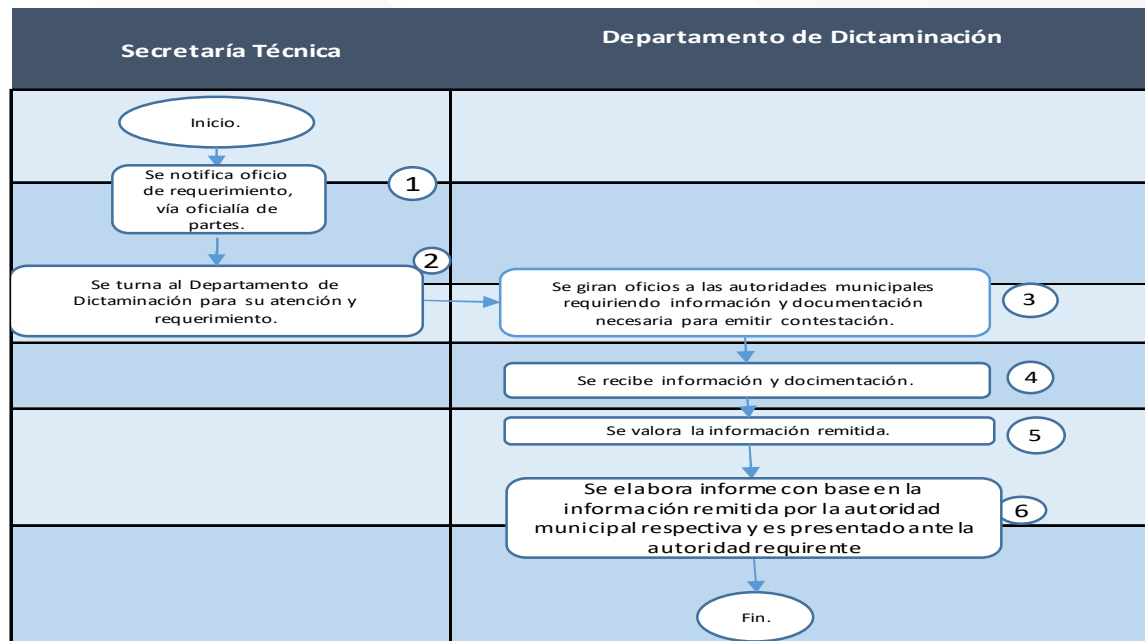 Secretaría Técnica
Departamento de Dictaminación
Inicio.
Se notifica oficio
de requerimiento,
vía oficialía de
partes.
1
Se turna al Departamento de
Dictaminación para su atención y
requerimiento.
2
Se giran oficios a las autoridades municipales
requiriendo información y documentación
necesaria para emitir contestación.
3
Se recibe información y docimentación.
4
Se valora la información remitida.
5
Se elabora informe con base en la
información remitida por la autoridad
municipal respectiva y es presentado ante la
autoridad requirente
6
Fin.